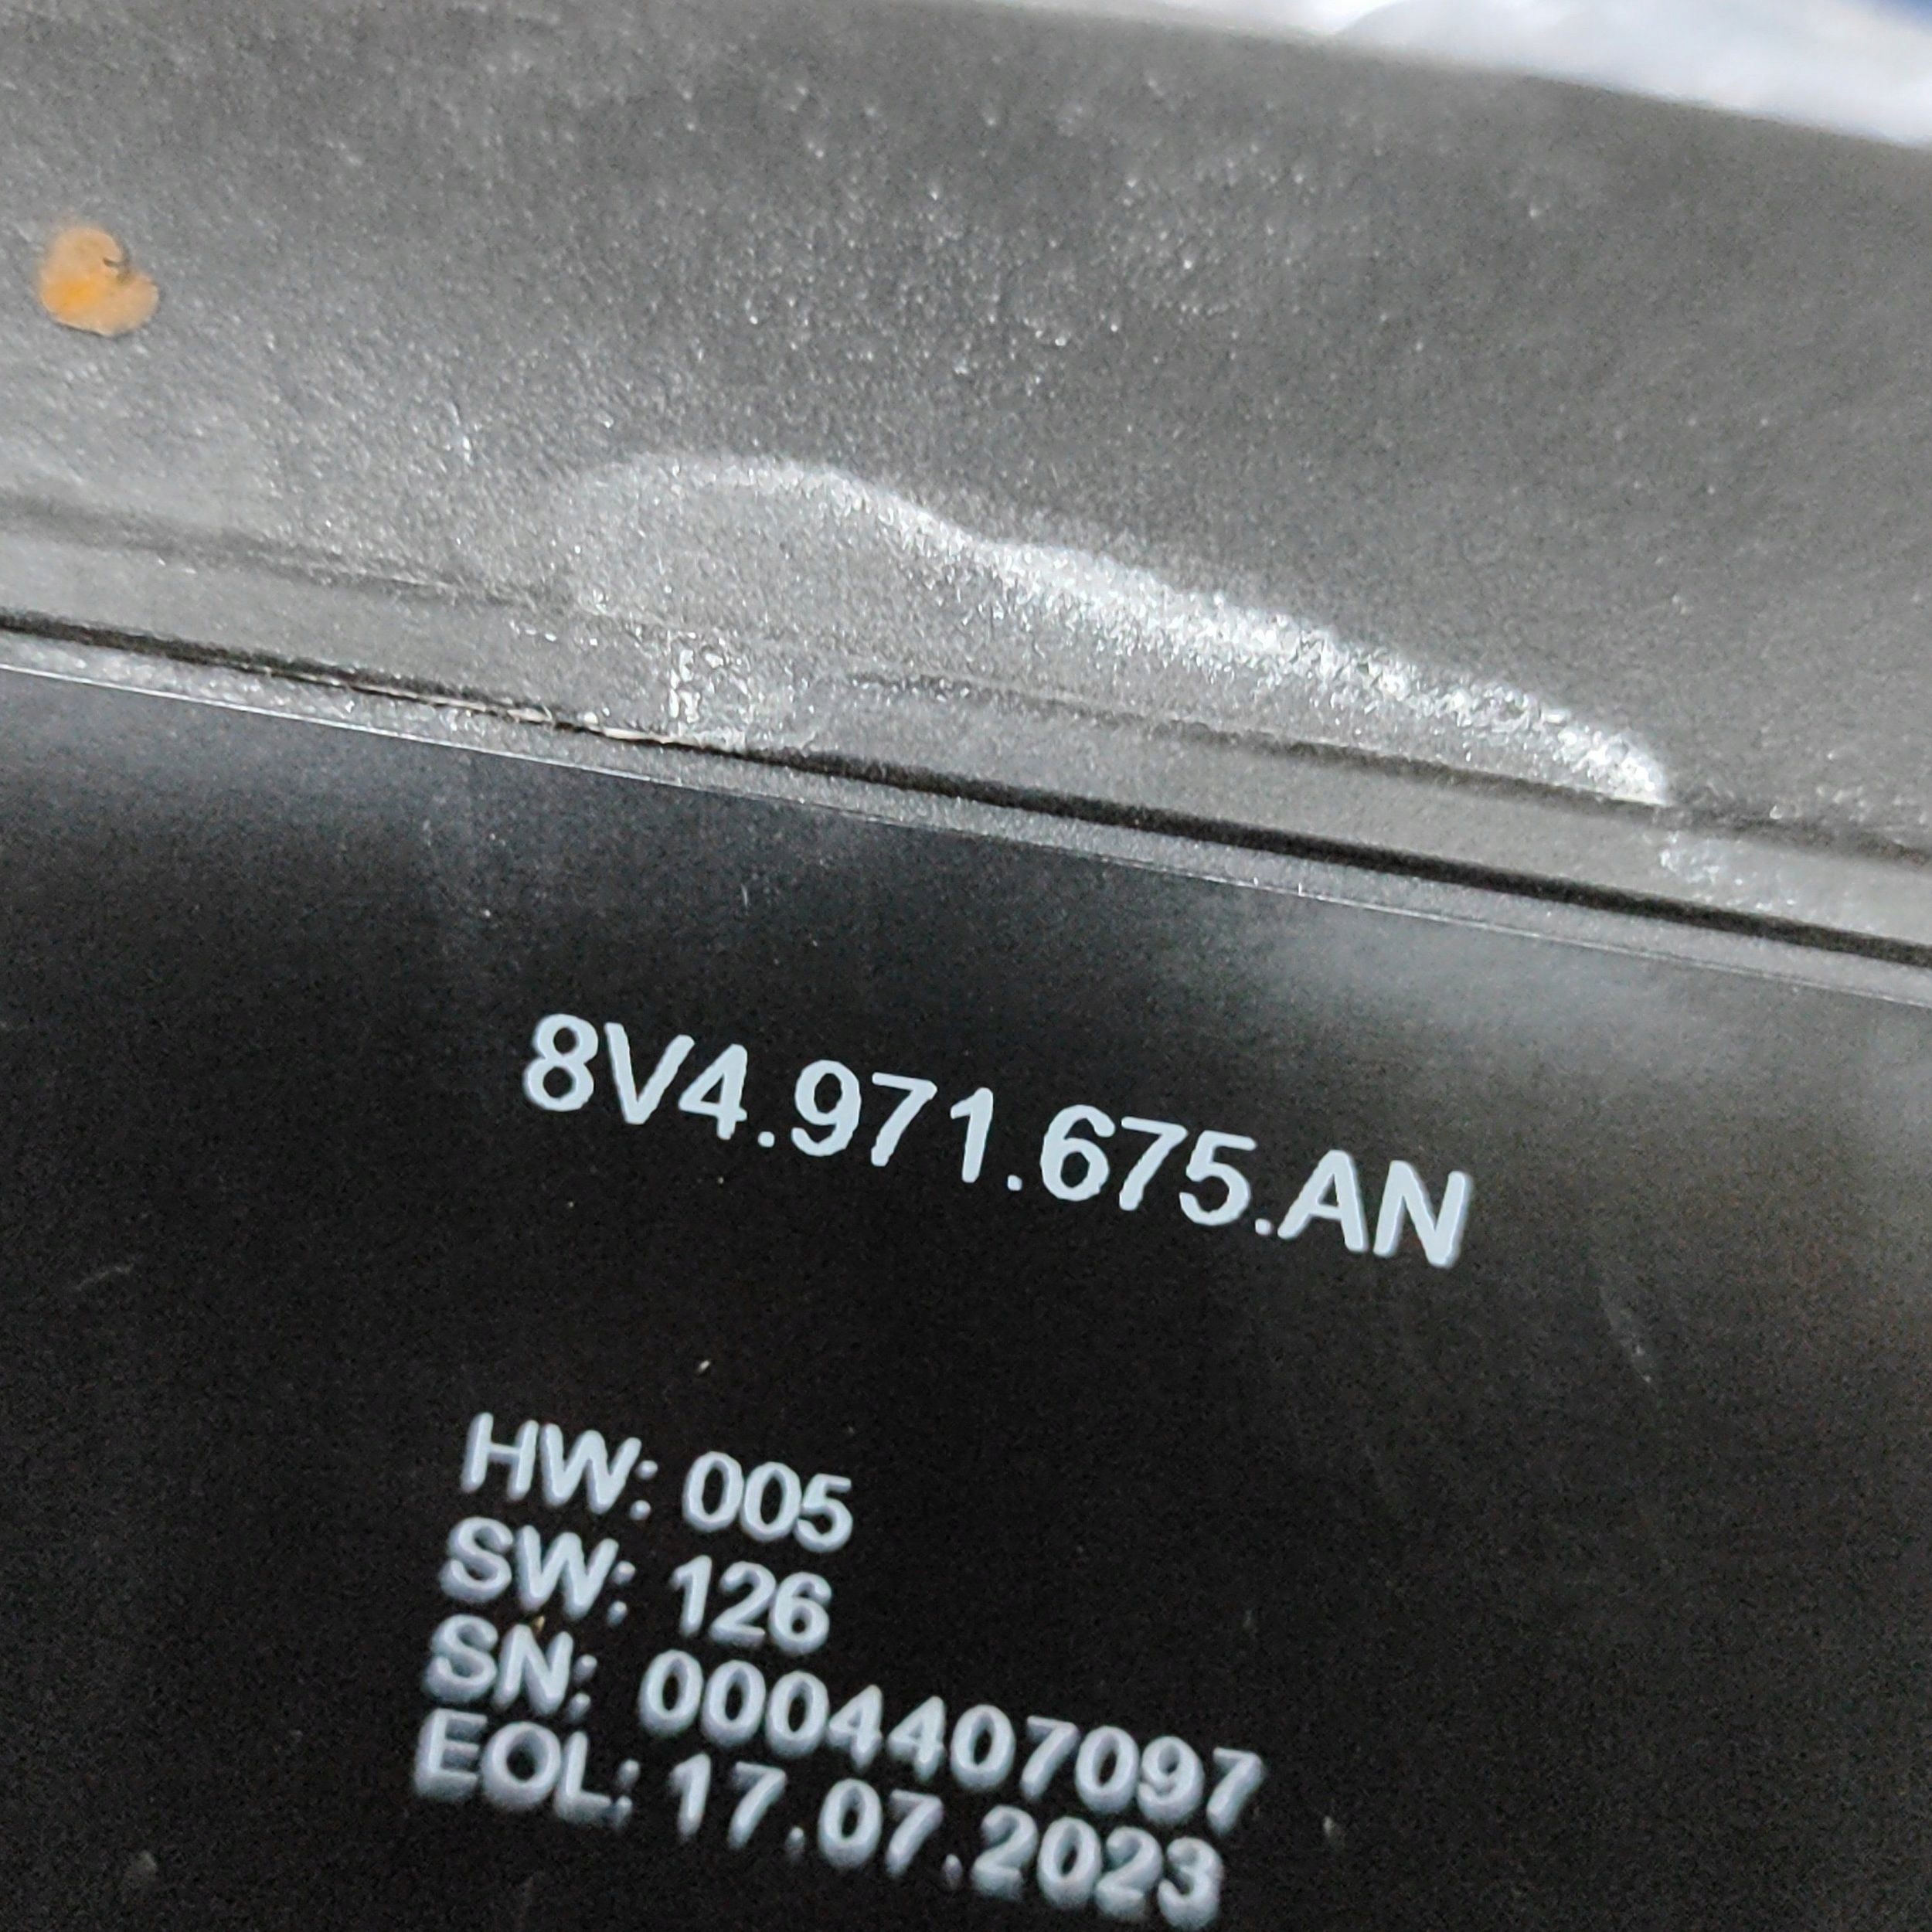 8V4.971.675.AN
HW: 005
SW: 126
SN: 0004407097
EOL: 17.07.2023